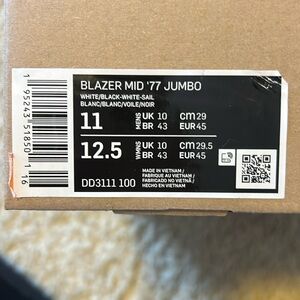 BLAZER MID '77 JUMBO
WHITE/BLACK-WHITE-SAIL
BLANC/BLANC/VOILE/NOIR
11 MENS UK 10 CM 29
BR 43 EUR 45
12.5 WMNS UK 10 CM 29.5
BR 43 EUR 45
DD3111 100
MADE IN VIETNAM /
FABRIQUÉ AU VIETNAM /
FABRICADO NO VIETNÃ /
HECHO EN VIETNAM
1 95243 51850 1
16